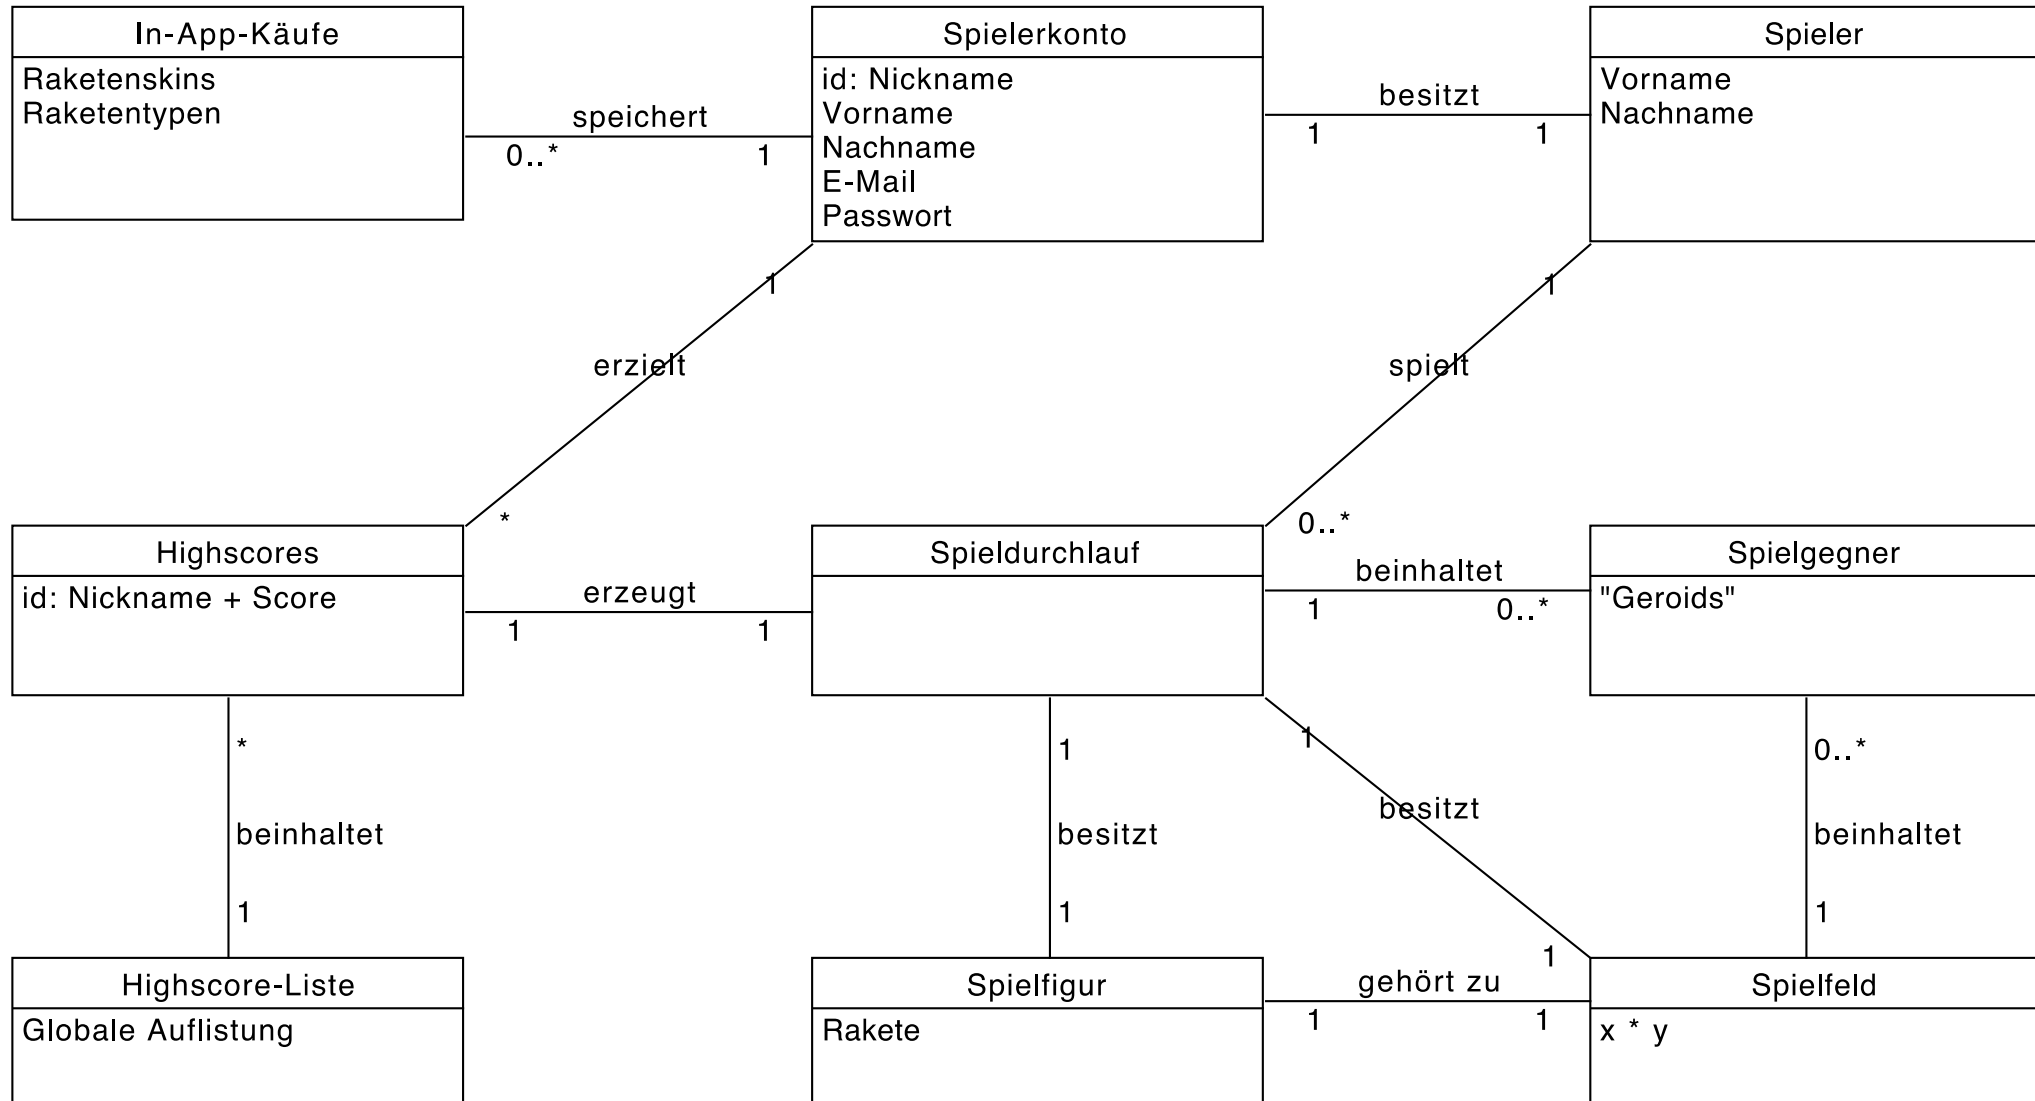 In-App-Käufe
Raketenskins
Raketentypen
speichert
0..*
1
Spielerkonto
id: Nickname
Vorname
Nachname
E-Mail
Passwort
besitzt
1
1
Spieler
Vorname
Nachname
1
erzielt
*
1
spielt
0..*
Highscores
id: Nickname + Score
erzeugt
1
1
Spieldurchlauf
beinhaltet
1
0..*
Spielgegner
"Geroids"
*
beinhaltet
1
1
besitzt
1
1
besitzt
1
0..*
beinhaltet
1
Highscore-Liste
Globale Auflistung
Spielfigur
Rakete
gehört zu
1
1
Spielfeld
x * y